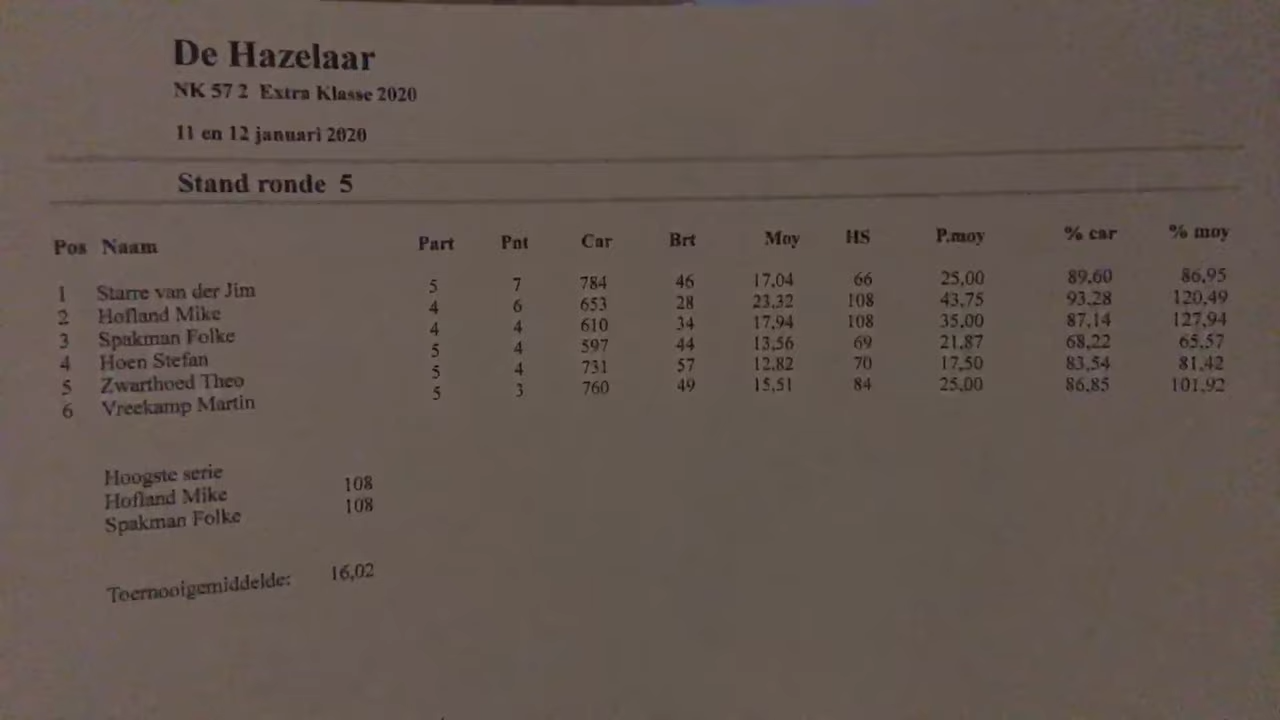 De Hazelaar
NK 57 2 Extra Klasse 2020
11 en 12 januari 2020
Stand ronde 5
Pos Naam Part Pnt Car Brt Moy HS P.moy % car % moy
1 Starre van der Jim 5 7 784 46 17,04 66 25,00 89,60 86,95
2 Hofland Mike 4 6 653 28 23,32 108 43,75 93,28 120,49
3 Spakman Folke 4 4 610 34 17,94 108 35,00 87,14 127,94
4 Hoen Stefan 5 4 597 44 13,56 69 21,87 68,22 65,57
5 Zwarthoed Theo 5 4 731 57 12,82 70 17,50 83,54 81,42
6 Vreekamp Martin 5 3 760 49 15,51 84 25,00 86,85 101,92
Hoogste serie
Hofland Mike 108
Spakman Folke 108
Toernooigemiddelde: 16,02